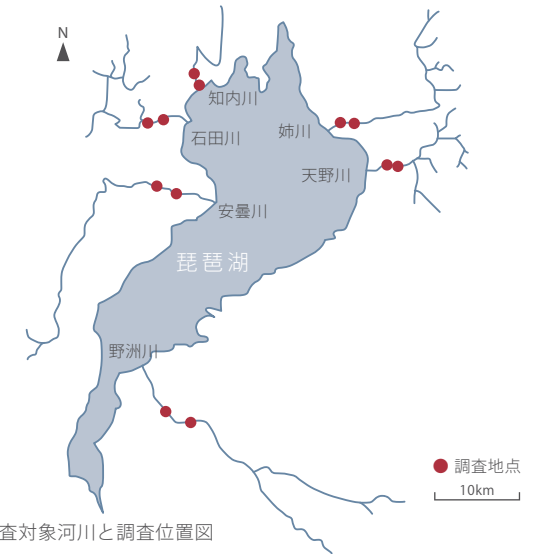 N
知内川
石田川
姉川
天野川
安曇川
琵琶湖
野洲川
調査地点
10km
査対象河川と調査位置図